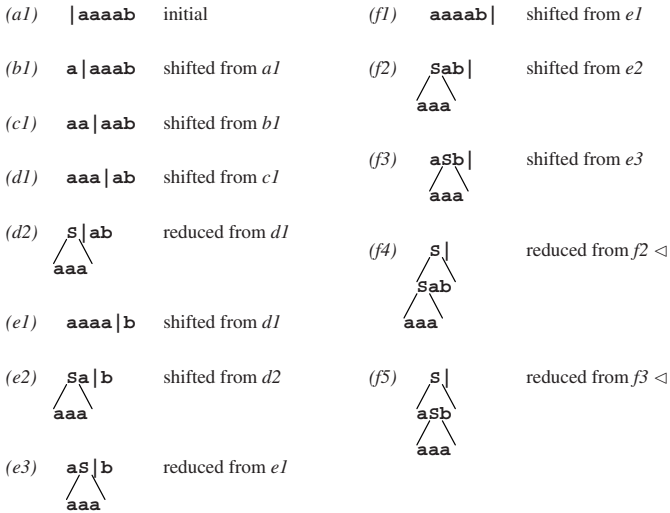 (a1) |aaaab initial
(b1) a|aaab shifted from a1
(c1) aa|aab shifted from b1
(d1) aaa|ab shifted from c1
(d2) S|ab reduced from d1
aaa
(e1) aaaa|b shifted from d1
(e2) Sa|b shifted from d2
aaa
(e3) aS|b reduced from e1
aaa
(f1) aaaab| shifted from e1
(f2) Sab| shifted from e2
aaa
(f3) aSb| shifted from e3
aaa
(f4) S| reduced from f2 ◁
Sab
aaa
(f5) S| reduced from f3 ◁
aSb
aaa